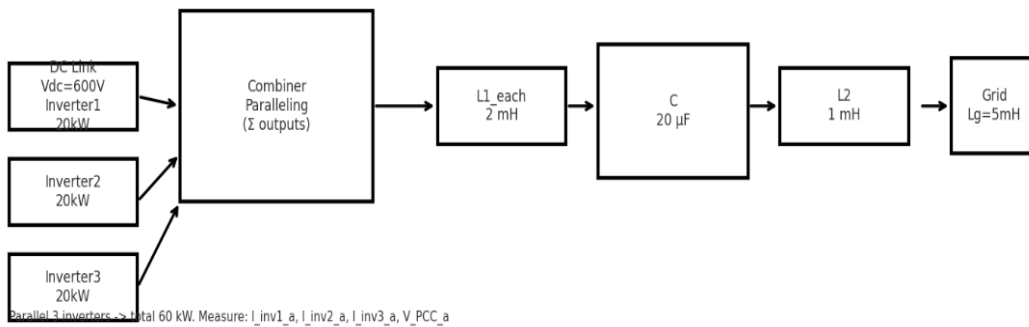 DC Link
Vdc=600V
Inverter1
20kW
Inverter2
20kW
Inverter3
20kW
Combiner
Paralleling
(Σ outputs)
L1_each
2 mH
C
20 µF
L2
1 mH
Grid
Lg=5mH
Parallel 3 inverters -> total 60 kW. Measure: I_inv1_a, I_inv2_a, I_inv3_a, V_PCC_a